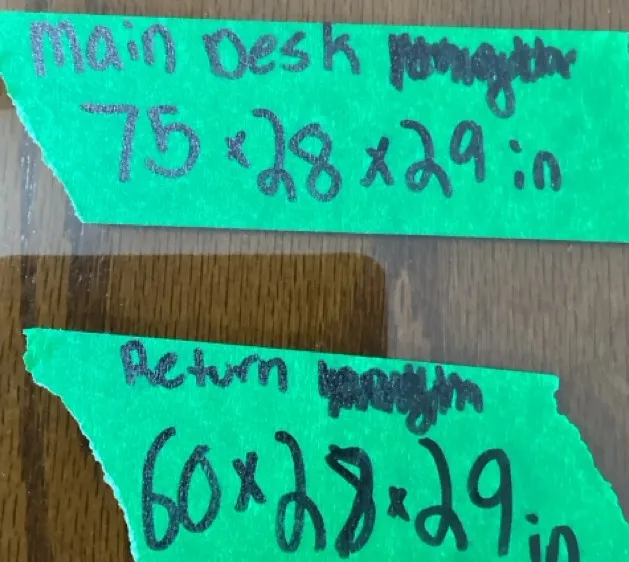 Main Desk
75 x 28 x 29 in
Return
60 x 28 x 29 in